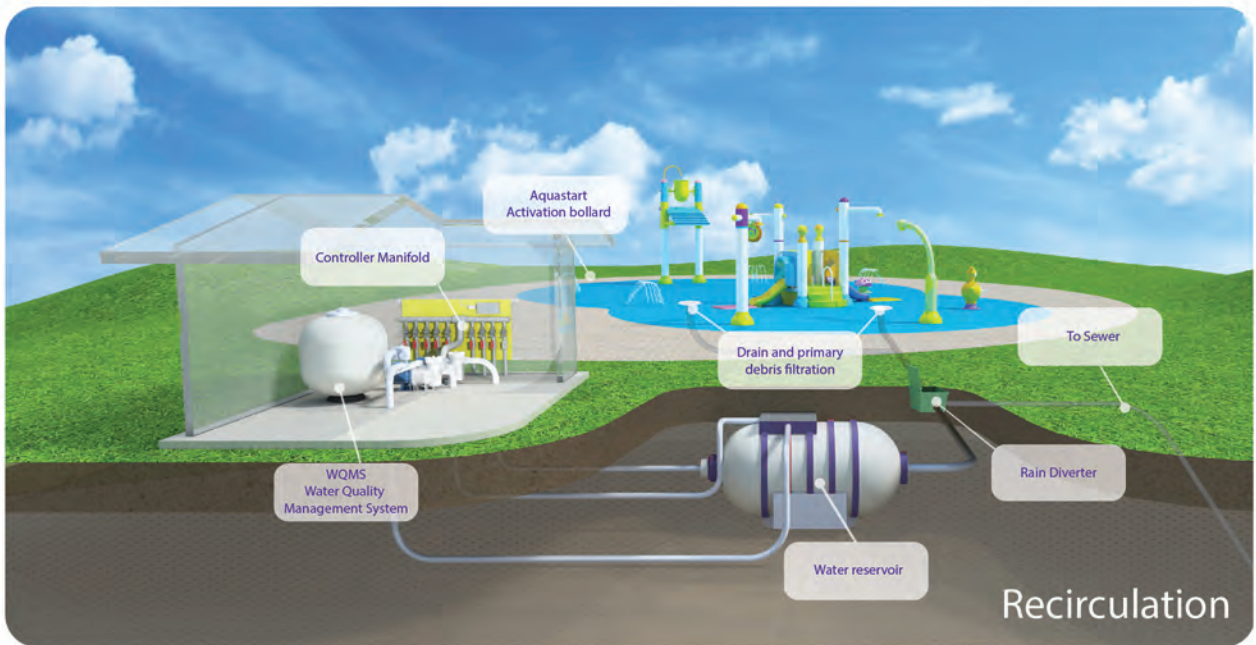 Aquastart
Activation bollard
Controller Manifold
To Sewer
Drain and primary
debris filtration
Rain Diverter
WQMS
Water Quality
Management System
Water reservoir
Recirculation